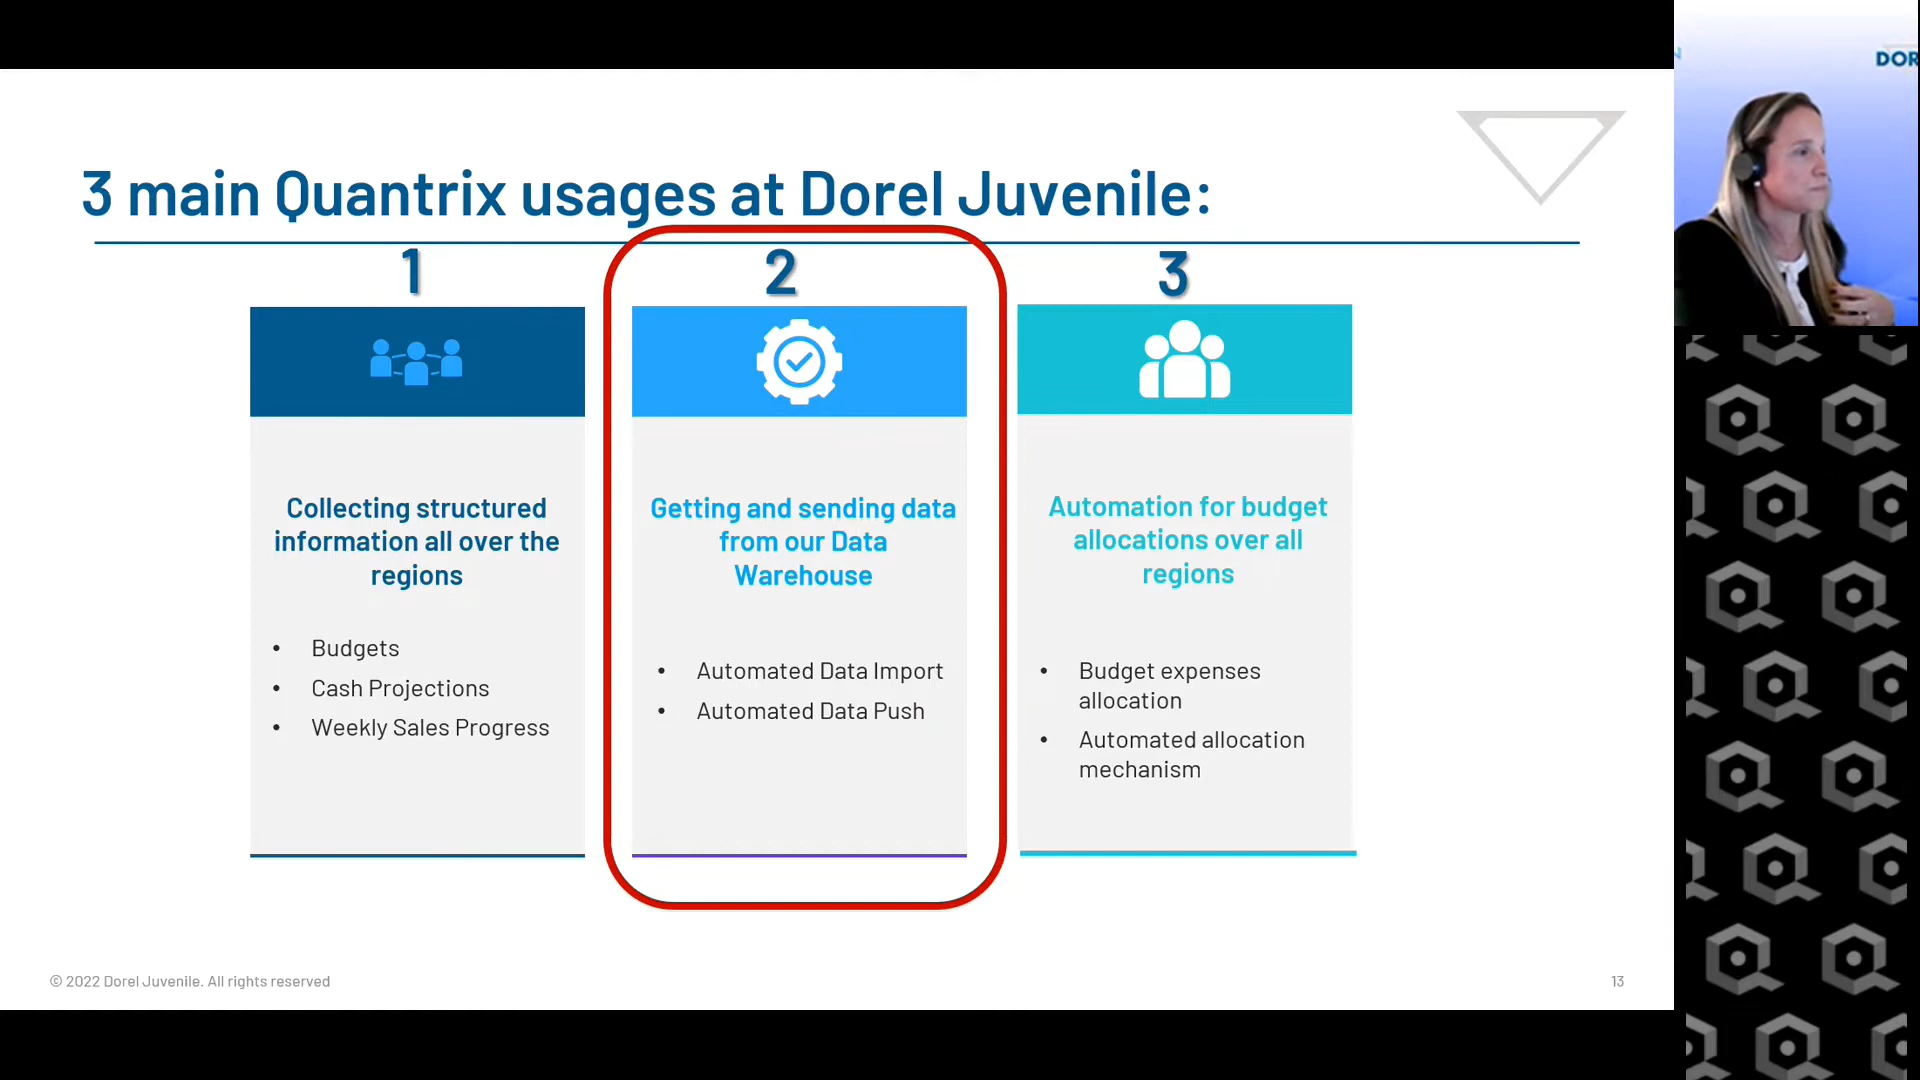 3 main Quantrix usages at Dorel Juvenile:
1
Collecting structured
information all over the
regions
• Budgets
• Cash Projections
• Weekly Sales Progress
2
Getting and sending data
from our Data
Warehouse
• Automated Data Import
• Automated Data Push
3
Automation for budget
allocations over all
regions
• Budget expenses
allocation
• Automated allocation
mechanism
© 2022 Dorel Juvenile. All rights reserved
13
DOR